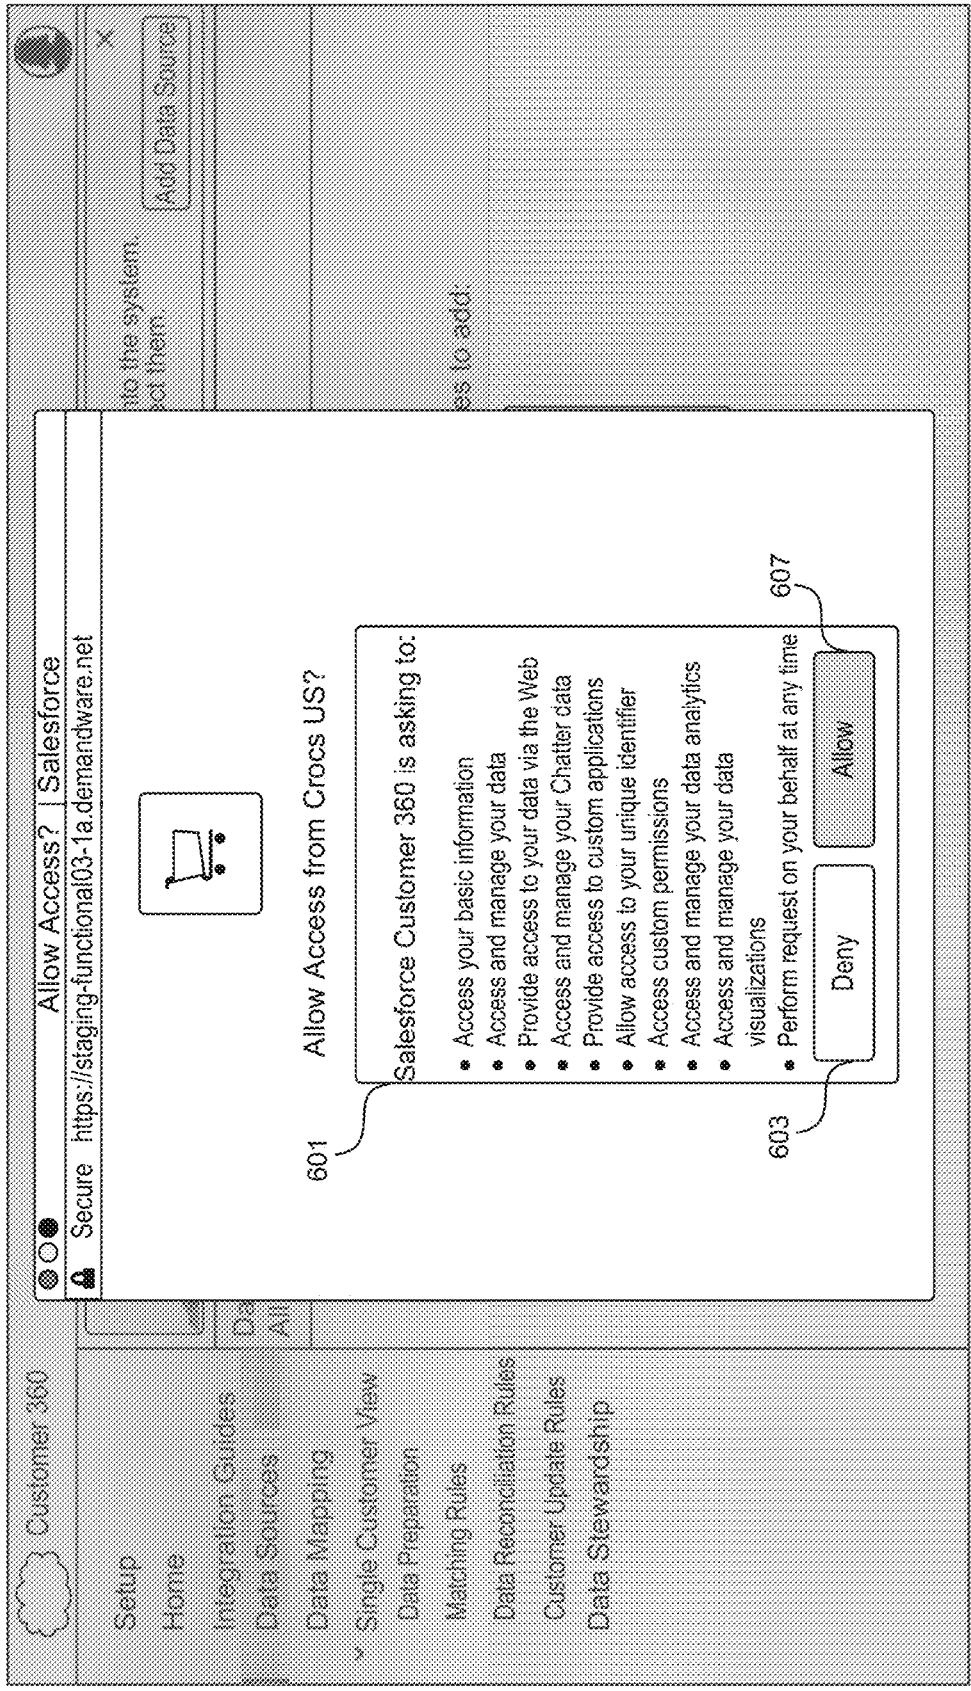 Customer 360
Setup
Home
Integration Guides
Data Sources
Data Mapping
Single Customer View
Data Preparation
Matching Rules
Data Reconciliation Rules
Customer Update Rules
Data Stewardship
Da
All
nto the system.
ect them.
Add Data Source
es to add:
Allow Access? | Salesforce
Secure https://staging-functional03-1a.demandware.net
Allow Access from Crocs US?
601
Salesforce Customer 360 is asking to:
• Access your basic information
• Access and manage your data
• Provide access to your data via the Web
• Access and manage your Chatter data
• Provide access to custom applications
• Allow access to your unique identifier
• Access custom permissions
• Access and manage your data analytics
• Access and manage your data
visualizations
• Perform request on your behalf at any time
603
607
Deny
Allow